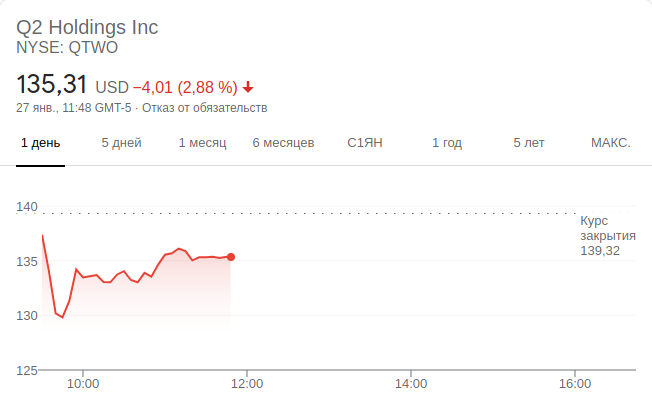 Q2 Holdings Inc
NYSE: QTWO
135,31 USD −4,01 (2,88 %)
27 янв., 11:48 GMT-5 · Отказ от обязательств
1 день 5 дней 1 месяц 6 месяцев С1ЯН 1 год 5 лет МАКС.
140
Курс
закрытия
139,32
135
130
125
10:00 12:00 14:00 16:00